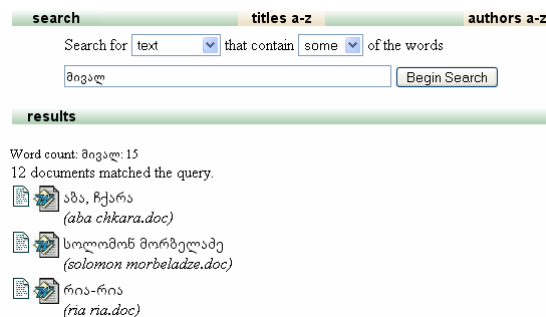 search titles a-z authors a-z
Search for text that contain some of the words
მივალ Begin Search
results
Word count: მივალ: 15
12 documents matched the query.
აბა, ჩქარა
(aba chkara.doc)
სოლომონ მორბელაძე
(solomon morbeladze.doc)
რია-რია
(ria ria.doc)